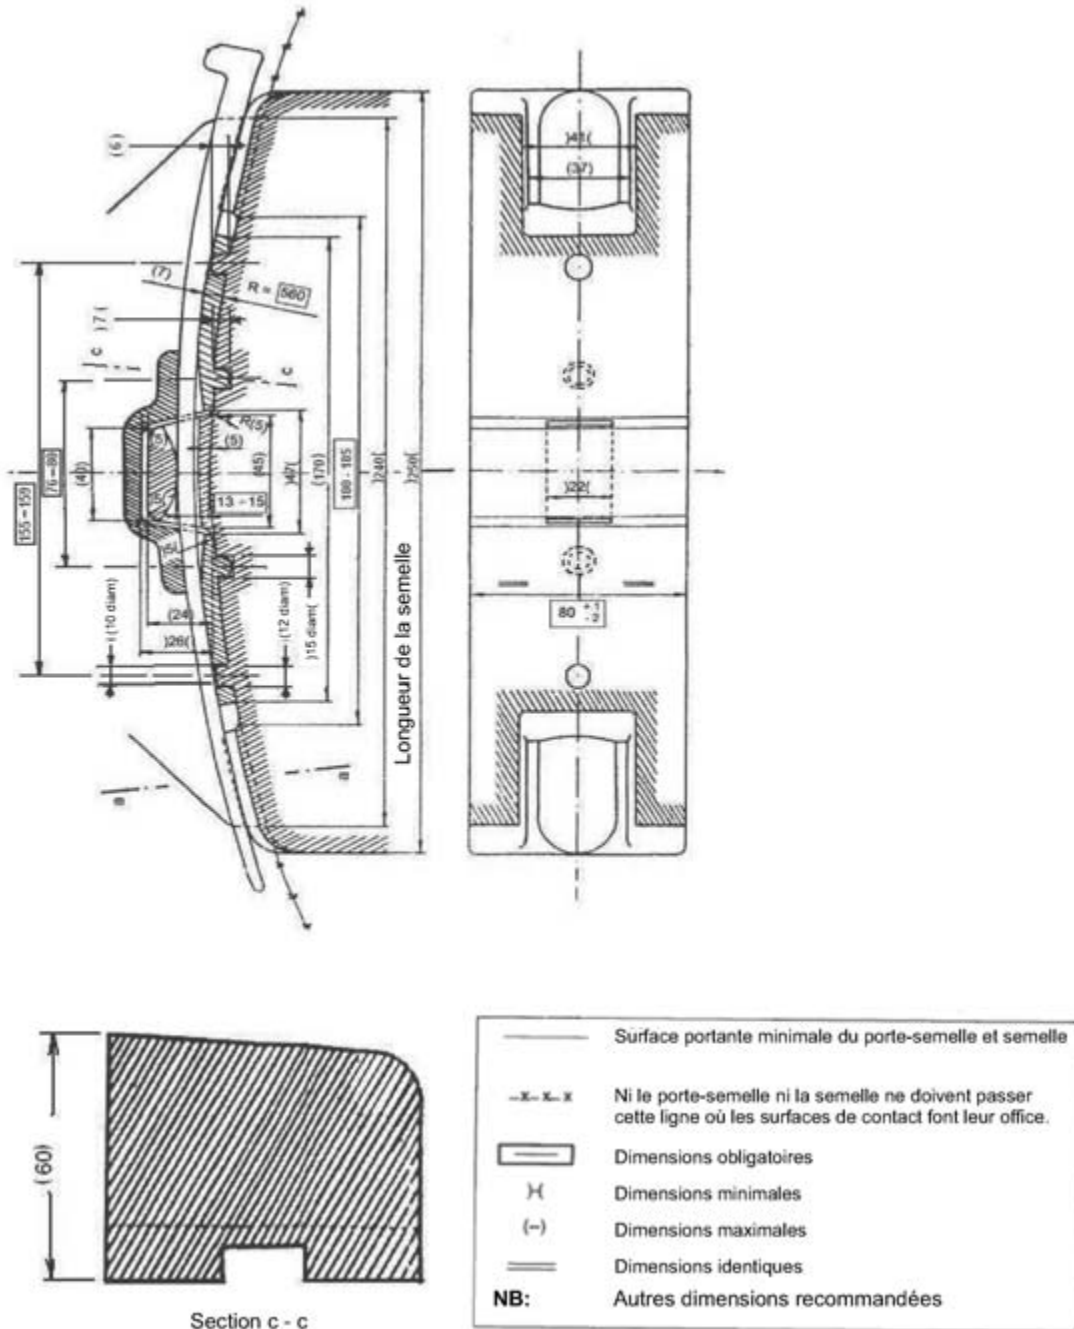 (6)
(7)
R = 560
)7(
c
c
R(5)
(5)
(5)
(5)
(40)
(45)
)47(
(170)
180 - 185
)240(
)250(
76-80
155-159
13 - 15
)5(
(24)
)26(
(10 diam)
(12 diam)
)15 diam(
Longueur de la semelle
a
a
)41(
(37)
)22(
80 +1 -2
(60)
Section c - c
Surface portante minimale du porte-semelle et semelle
-x-x-x Ni le porte-semelle ni la semelle ne doivent passer
cette ligne où les surfaces de contact font leur office.
Dimensions obligatoires
)-( Dimensions minimales
(-) Dimensions maximales
Dimensions identiques
NB: Autres dimensions recommandées